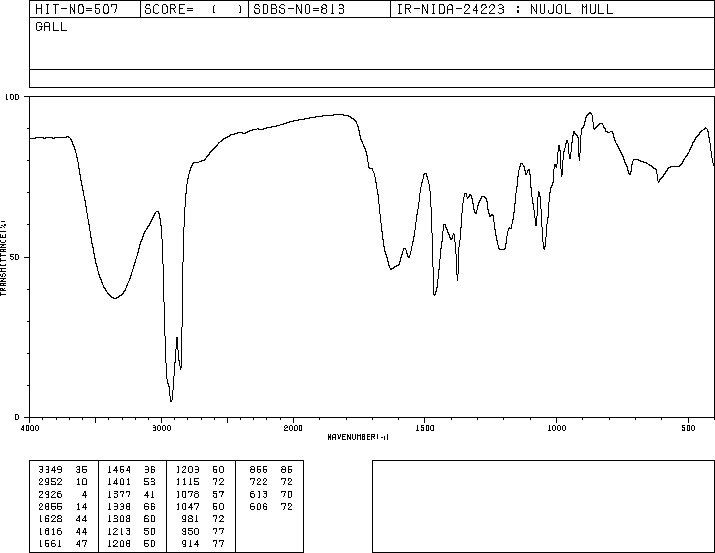 HIT-NO=507 SCORE= ( ) SDBS-NO=813 IR-NIDA-24223 : NUJOL MULL
GALL
100
TRANSMITTANCE(%)
50
0
4000 3000 2000 1500 1000 500
WAVENUMBER(-1)
3349 35 1464 36 1203 50 866 86
2952 10 1401 53 1115 72 722 72
2926 4 1377 41 1078 57 613 70
2855 14 1338 66 1047 50 606 72
1628 44 1308 60 981 72
1616 44 1213 50 950 77
1561 47 1208 50 914 77